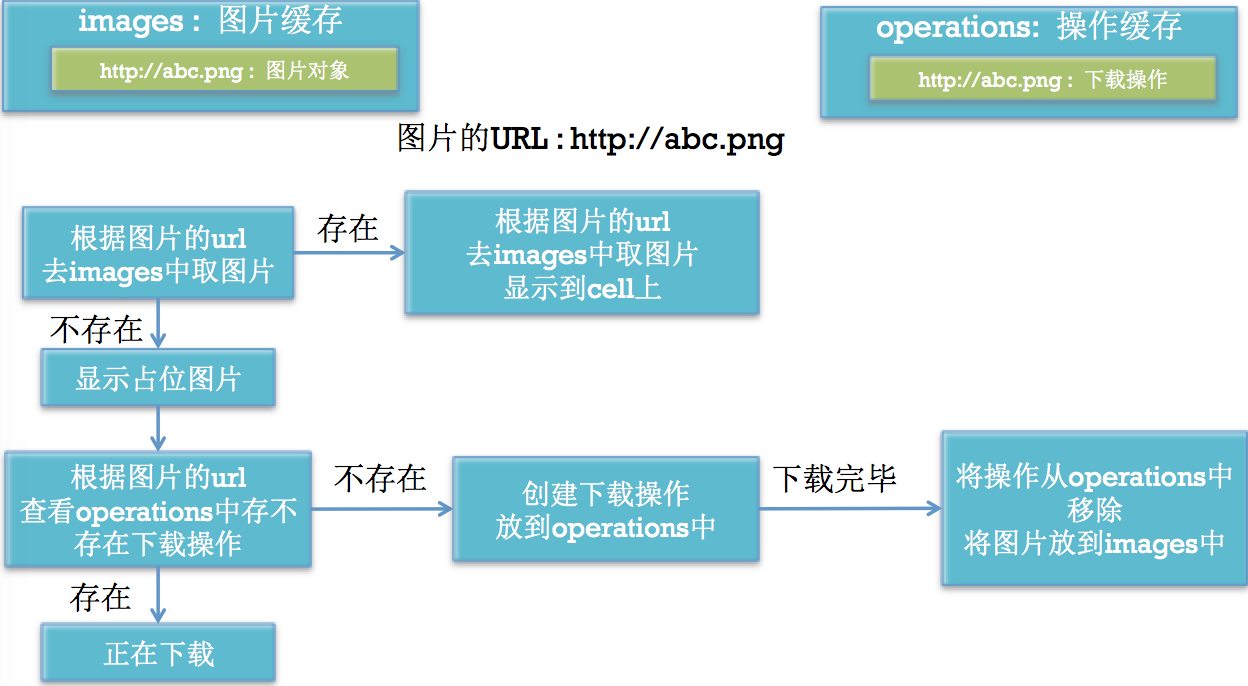 images : 图片缓存
http://abc.png : 图片对象
operations: 操作缓存
http://abc.png : 下载操作
图片的URL : http://abc.png
根据图片的url
去images中取图片
存在
根据图片的url
去images中取图片
显示到cell上
不存在
显示占位图片
根据图片的url
查看operations中存不
存在下载操作
不存在
创建下载操作
放到operations中
下载完毕
将操作从operations中
移除
将图片放到images中
存在
正在下载